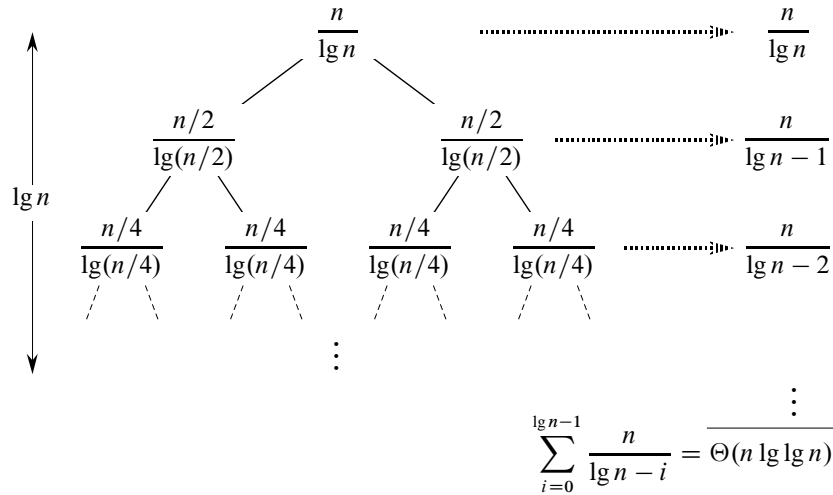 n/lg n n/lg n
(n/2)/lg(n/2) (n/2)/lg(n/2) n/(lg n − 1)
lg n
(n/4)/lg(n/4) (n/4)/lg(n/4) (n/4)/lg(n/4) (n/4)/lg(n/4) n/(lg n − 2)
⋮
⋮
∑_{i=0}^{lg n−1} n/(lg n − i) = Θ(n lg lg n)